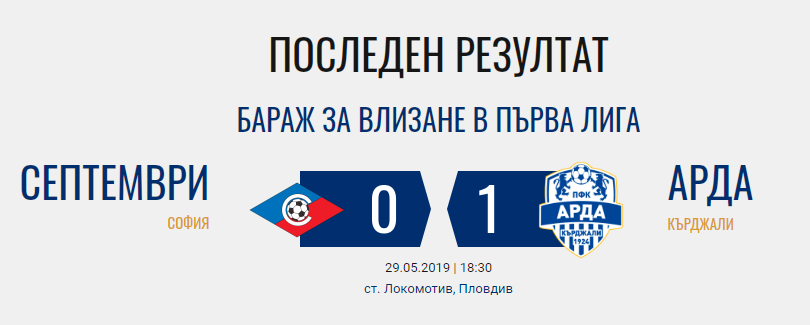 ПОСЛЕДЕН РЕЗУЛТАТ
БАРАЖ ЗА ВЛИЗАНЕ В ПЪРВА ЛИГА
СЕПТЕМВРИ
СОФИЯ
0
1
ПФК
АРДА
КЪРДЖАЛИ
1924
АРДА
КЪРДЖАЛИ
29.05.2019 | 18:30
ст. Локомотив, Пловдив